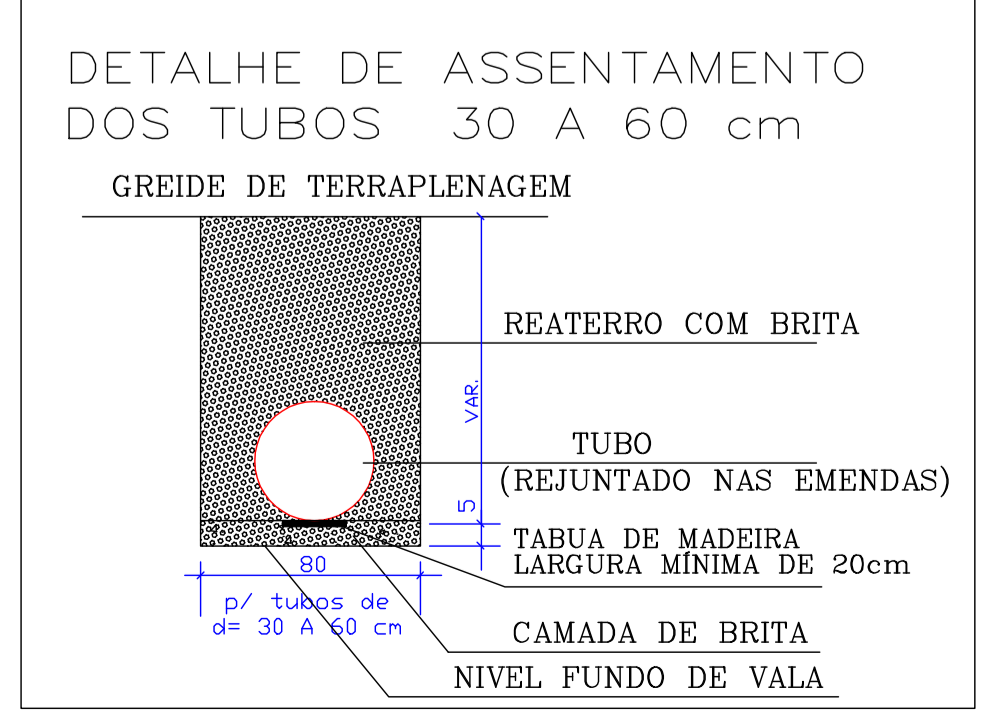 DETALHE DE ASSENTAMENTO
DOS TUBOS 30 A 60 cm
GREIDE DE TERRAPLENAGEM
REATERRO COM BRITA
VAR.
TUBO
(REJUNTADO NAS EMENDAS)
5
TABUA DE MADEIRA
LARGURA MÍNIMA DE 20cm
80
p/ tubos de
d= 30 A 60 cm
CAMADA DE BRITA
NIVEL FUNDO DE VALA